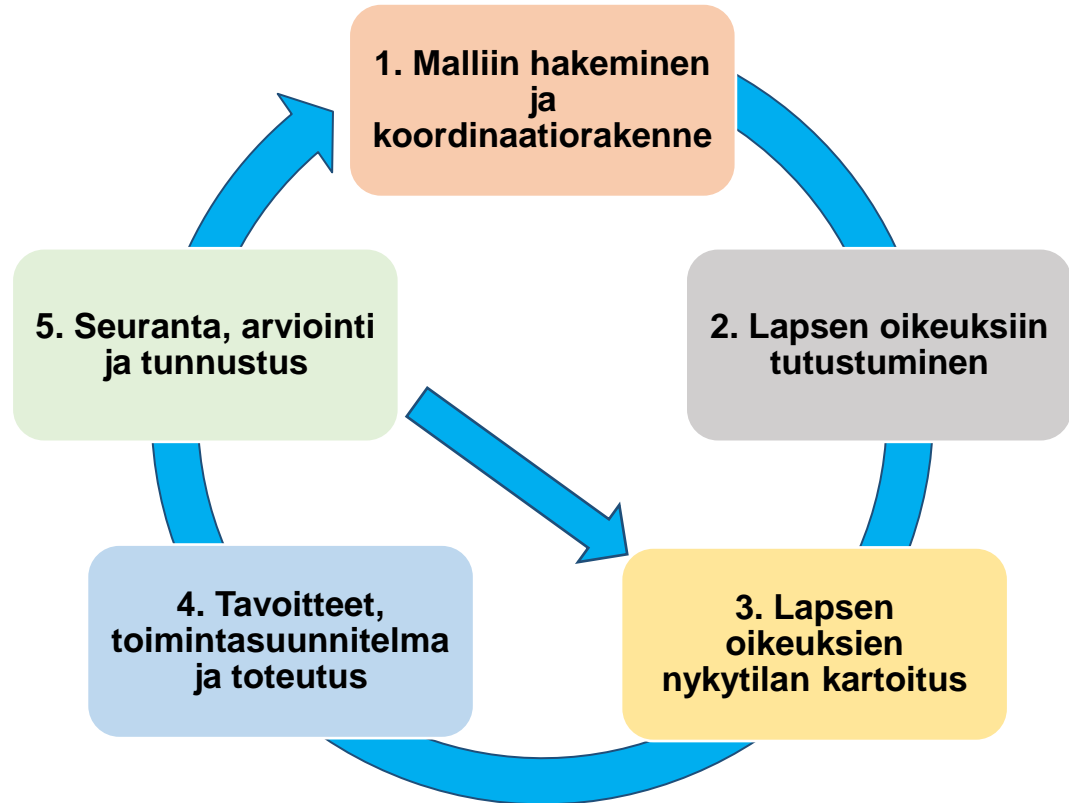 1. Malliin hakeminen
ja
koordinaatiorakenne
2. Lapsen oikeuksiin
tutustuminen
3. Lapsen
oikeuksien
nykytilan kartoitus
4. Tavoitteet,
toimintasuunnitelma
ja toteutus
5. Seuranta, arviointi
ja tunnustus